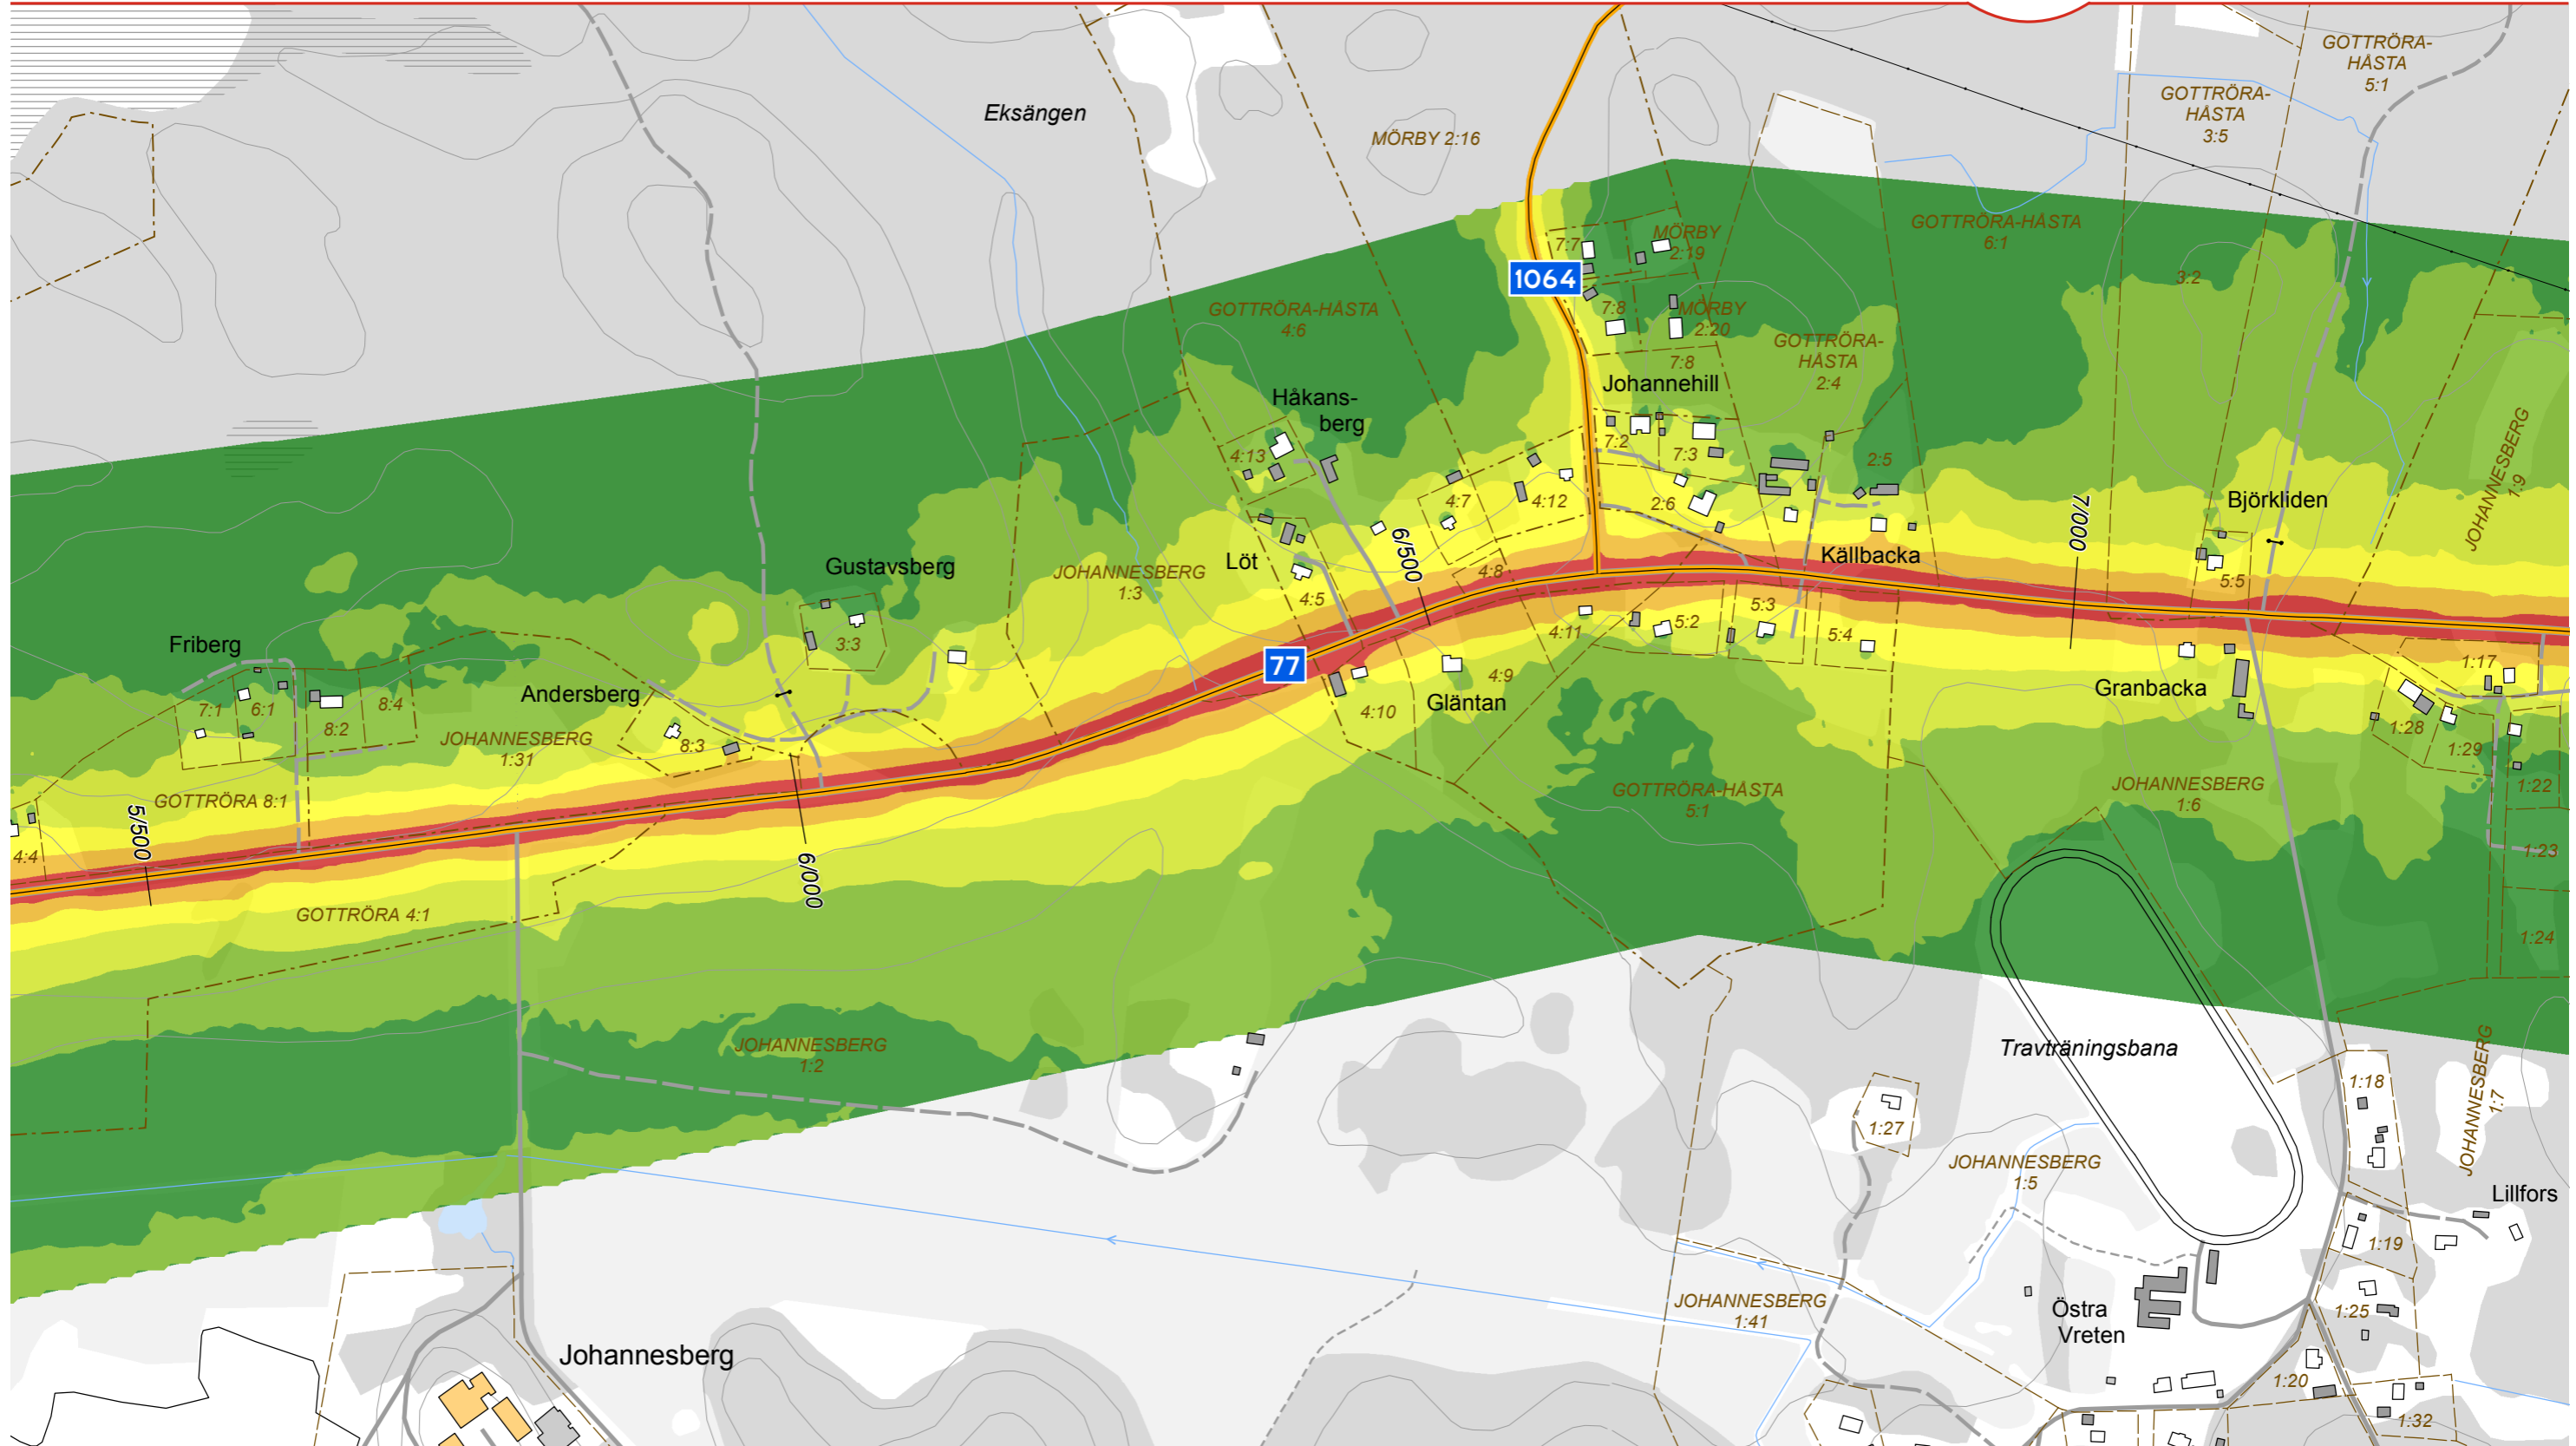 GOTTRÖRA-
HÅSTA
5:1
GOTTRÖRA-
HÅSTA
3:5
Eksängen
MÖRBY 2:16
GOTTRÖRA-HÅSTA
6:1
7:7
MÖRBY
2:19
1064
3:2
GOTTRÖRA-HÅSTA
4:6
7:8
MÖRBY
2:20
GOTTRÖRA-
HÅSTA
2:4
7:8
Johannehill
Håkans-
berg
7:2
7:3
4:13
2:5
JOHANNESBERG
1:9
4:7
4:12
2:6
Björkliden
7/000
6/500
Källbacka
Löt
Gustavsberg
JOHANNESBERG
1:3
4:8
4:5
5:5
5:3
5:2
4:11
5:4
Friberg
3:3
77
4:9
1:17
Andersberg
Gläntan
Granbacka
7:1
6:1
8:4
8:2
4:10
1:28
JOHANNESBERG
1:31
8:3
1:29
GOTTRÖRA 8:1
GOTTRÖRA-HÅSTA
5:1
JOHANNESBERG
1:6
1:22
5/500
4:4
6/000
1:23
GOTTRÖRA 4:1
1:24
JOHANNESBERG
1:2
Travträningsbana
1:18
JOHANNESBERG
1:7
1:27
JOHANNESBERG
1:5
Lillfors
1:19
JOHANNESBERG
1:41
Östra
Vreten
1:25
Johannesberg
1:20
1:32